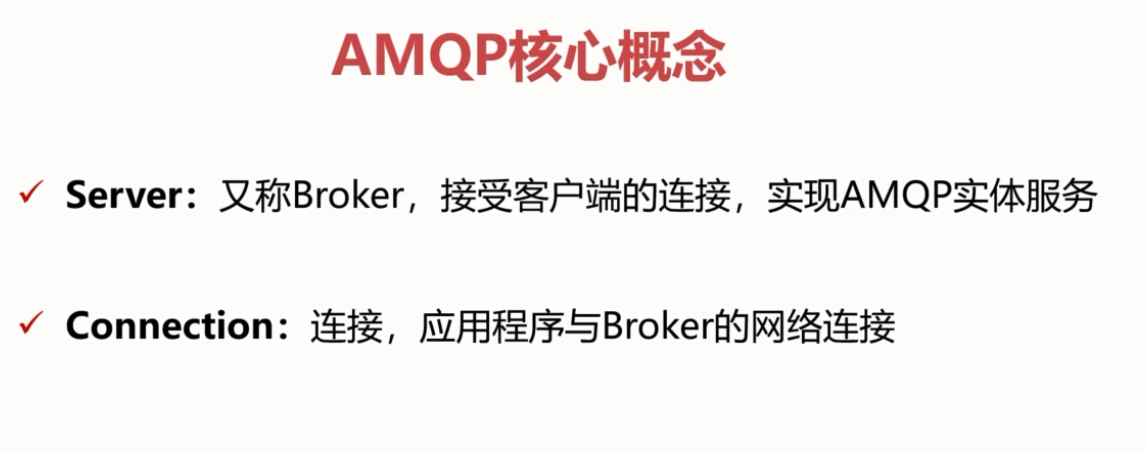 AMQP核心概念
Server：又称Broker，接受客户端的连接，实现AMQP实体服务
Connection：连接，应用程序与Broker的网络连接